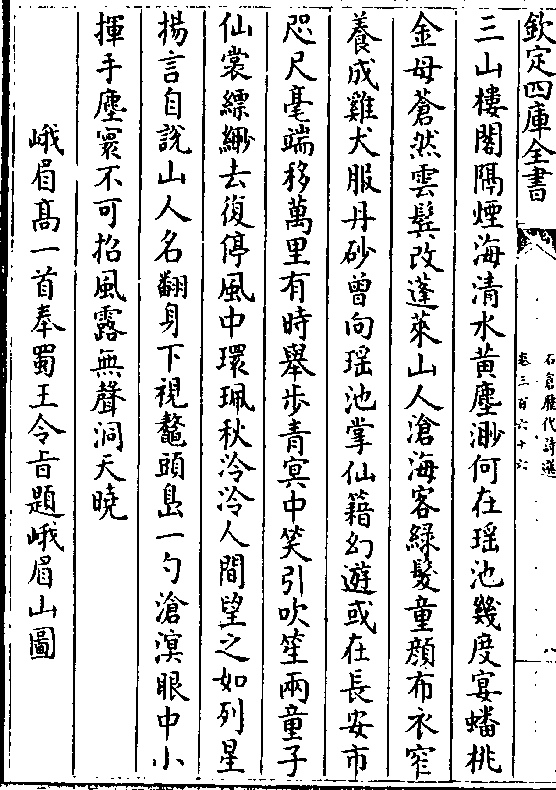 欽定四庫全書
石倉歷代詩選
卷三百六十六
八
三山樓閣隔煙海清水黃塵渺何在瑶池幾度宴蟠桃
金母蒼然雲髩改蓬萊山人滄海客緑髮童顔布衣窄
養成雞犬服丹砂曾向瑶池掌仙籍幻遊或在長安市
咫尺毫端移萬里有時舉步青㝠中笑引吹笙兩童子
仙裳縹緲去復停風中環珮秋泠泠人間望之如列星
揚言自說山人名翻身下視鼇頭島一勺滄溟眼中小
揮手塵寰不可招風露無聲洞天曉
峨眉髙一首奉蜀王令㫖題峨眉山圖